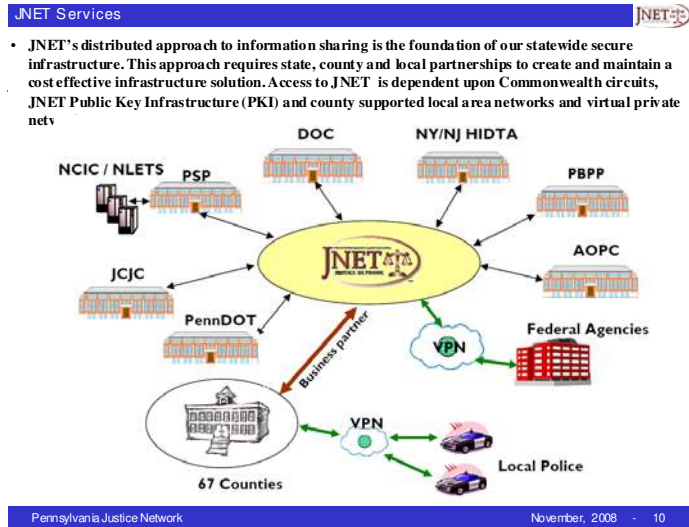 JNET Services
JNET
• JNET's distributed approach to information sharing is the foundation of our statewide secure
infrastructure. This approach requires state, county and local partnerships to create and maintain a
cost effective infrastructure solution. Access to JNET is dependent upon Commonwealth circuits,
JNET Public Key Infrastructure (PKI) and county supported local area networks and virtual private
DOC
NY/NJ HIDTA
NCIC / NLETS
PSP
PBPP
JNET
AOPC
JCJC
PennDOT
Federal Agencies
VPN
Business partner
VPN
Local Police
67 Counties
Pennsylvania Justice Network
November, 2008 - 10